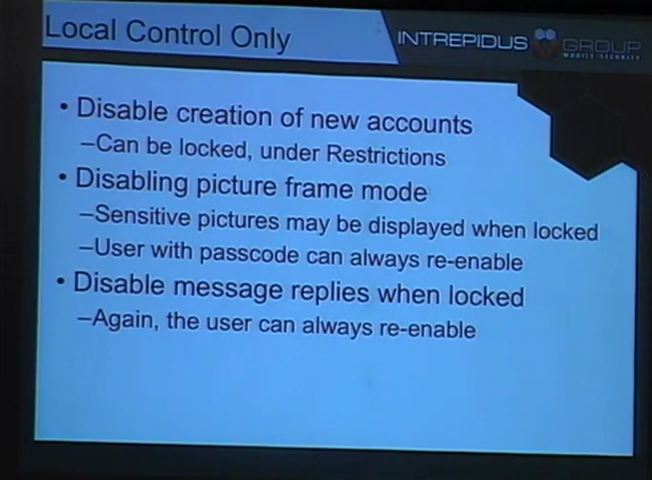 Local Control Only
INTREPIDUS GROUP
MOBILE SECURITY
• Disable creation of new accounts
–Can be locked, under Restrictions
• Disabling picture frame mode
–Sensitive pictures may be displayed when locked
–User with passcode can always re-enable
• Disable message replies when locked
–Again, the user can always re-enable